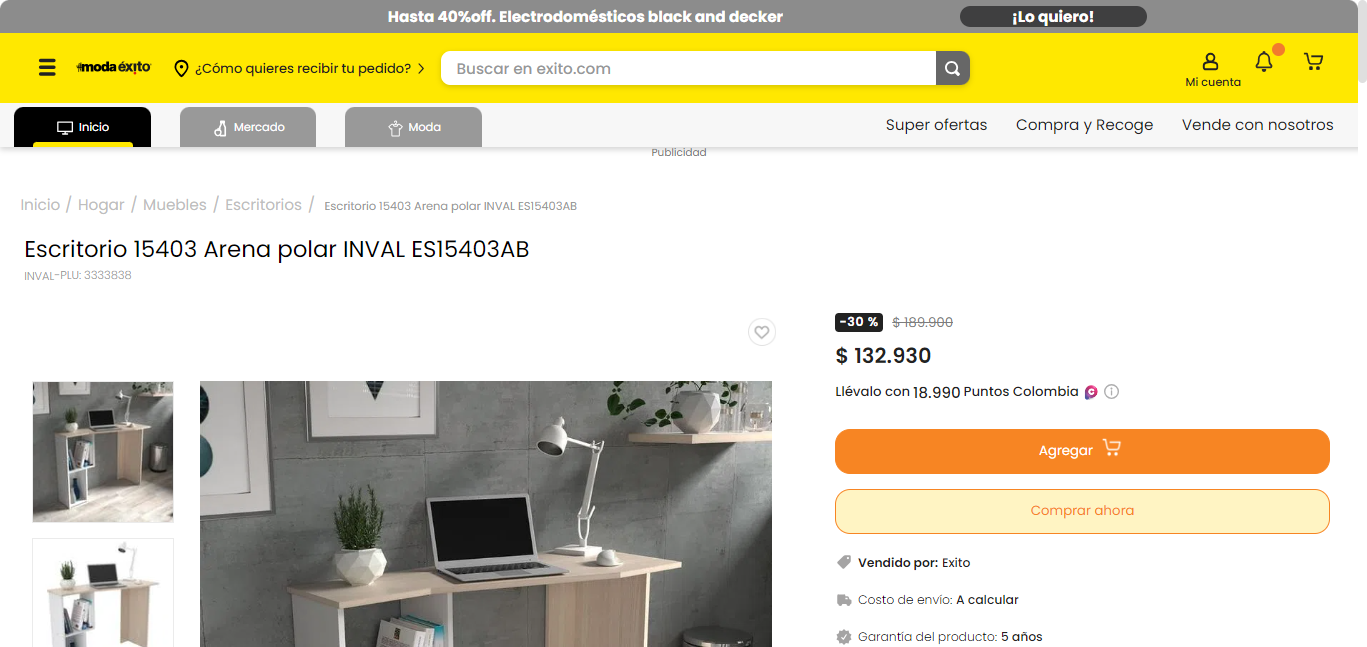 Hasta 40%off. Electrodomésticos black and decker ¡Lo quiero!
moda éxito ¿Cómo quieres recibir tu pedido? Buscar en exito.com Mi cuenta
Inicio Mercado Moda Super ofertas Compra y Recoge Vende con nosotros
Publicidad
Inicio / Hogar / Muebles / Escritorios / Escritorio 15403 Arena polar INVAL ES15403AB
Escritorio 15403 Arena polar INVAL ES15403AB
INVAL-PLU: 3333838
-30 % $ 189.900
$ 132.930
Llévalo con 18.990 Puntos Colombia
Agregar
Comprar ahora
Vendido por: Exito
Costo de envío: A calcular
Garantía del producto: 5 años